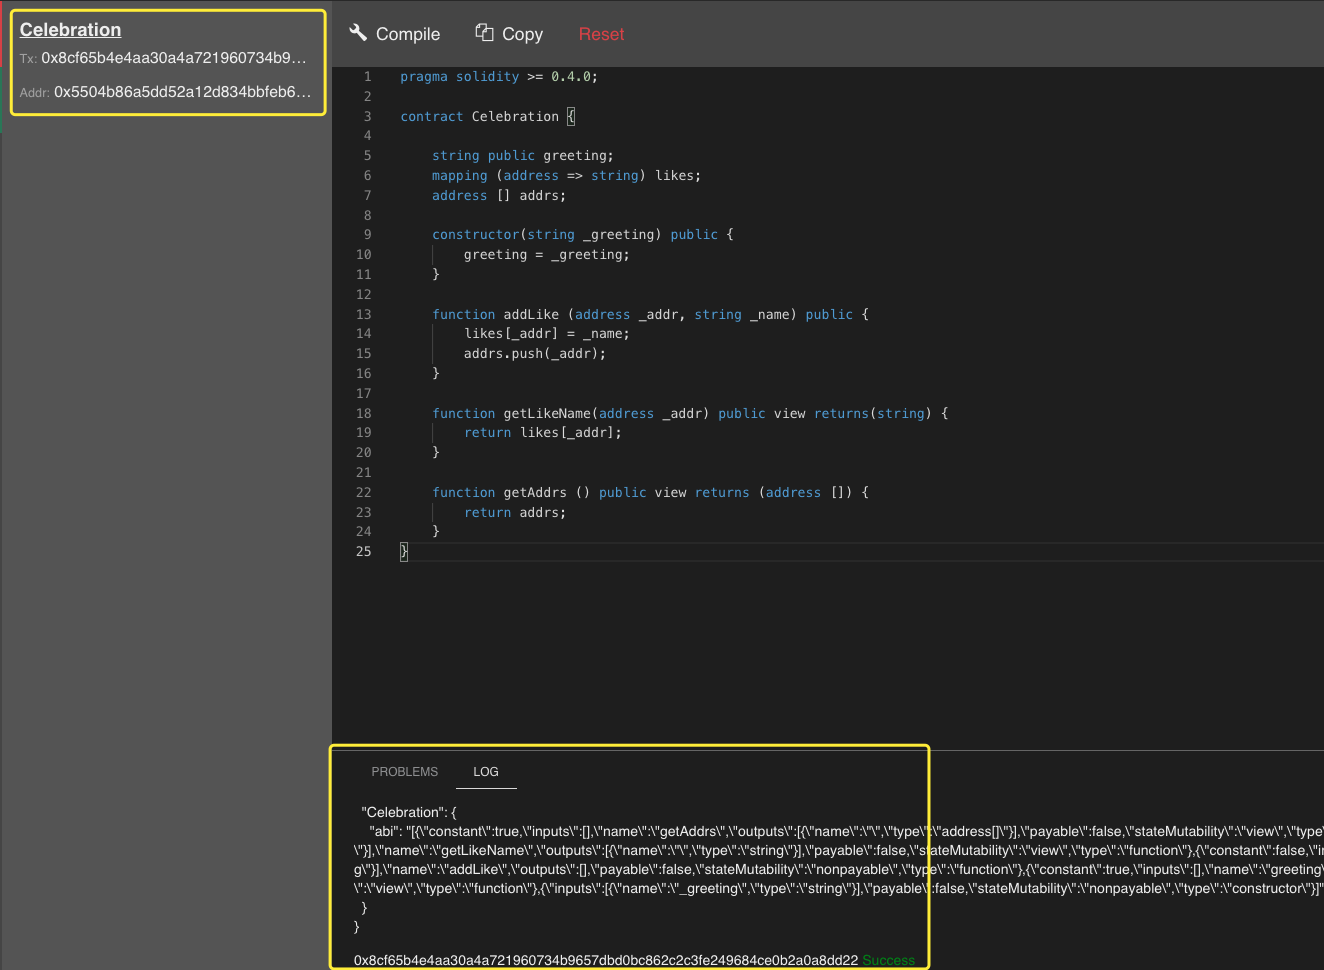 Celebration
Tx: 0x8cf65b4e4aa30a4a721960734b9...
Addr: 0x5504b86a5dd52a12d834bbfeb6...
Compile Copy Reset
1 pragma solidity >= 0.4.0;
2
3 contract Celebration {
4
5 string public greeting;
6 mapping (address => string) likes;
7 address [] addrs;
8
9 constructor(string _greeting) public {
10 greeting = _greeting;
11 }
12
13 function addLike (address _addr, string _name) public {
14 likes[_addr] = _name;
15 addrs.push(_addr);
16 }
17
18 function getLikeName(address _addr) public view returns(string) {
19 return likes[_addr];
20 }
21
22 function getAddrs () public view returns (address []) {
23 return addrs;
24 }
25 }
PROBLEMS LOG
"Celebration": {
"abi": "[{\"constant\":true,\"inputs\":[],\"name\":\"getAddrs\",\"outputs\":[{\"name\":\"\",\"type\":\"address[]\"}],\"payable\":false,\"stateMutability\":\"view\",\"type
\"}],\"name\":\"getLikeName\",\"outputs\":[{\"name\":\"\",\"type\":\"string\"}],\"payable\":false,\"stateMutability\":\"view\",\"type\":\"function\"},{\"constant\":false,\"in
g\"}],\"name\":\"addLike\",\"outputs\":[],\"payable\":false,\"stateMutability\":\"nonpayable\",\"type\":\"function\"},{\"constant\":true,\"inputs\":[],\"name\":\"greeting\
\":\"view\",\"type\":\"function\"},{\"inputs\":[{\"name\":\"_greeting\",\"type\":\"string\"}],\"payable\":false,\"stateMutability\":\"nonpayable\",\"type\":\"constructor\"}]"
}
}
0x8cf65b4e4aa30a4a721960734b9657dbd0bc862c2c3fe249684ce0b2a0a8dd22 Success